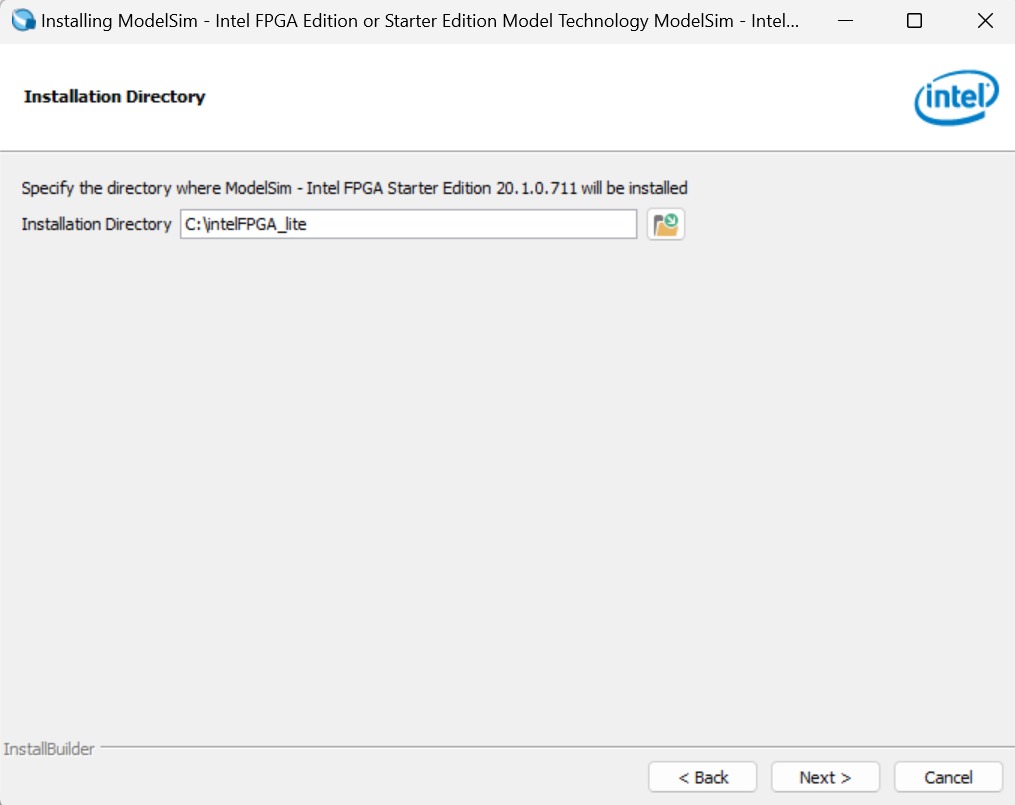 Installing ModelSim - Intel FPGA Edition or Starter Edition Model Technology ModelSim - Intel...
Installation Directory
intel
Specify the directory where ModelSim - Intel FPGA Starter Edition 20.1.0.711 will be installed
Installation Directory C:\intelFPGA_lite
InstallBuilder
< Back Next > Cancel